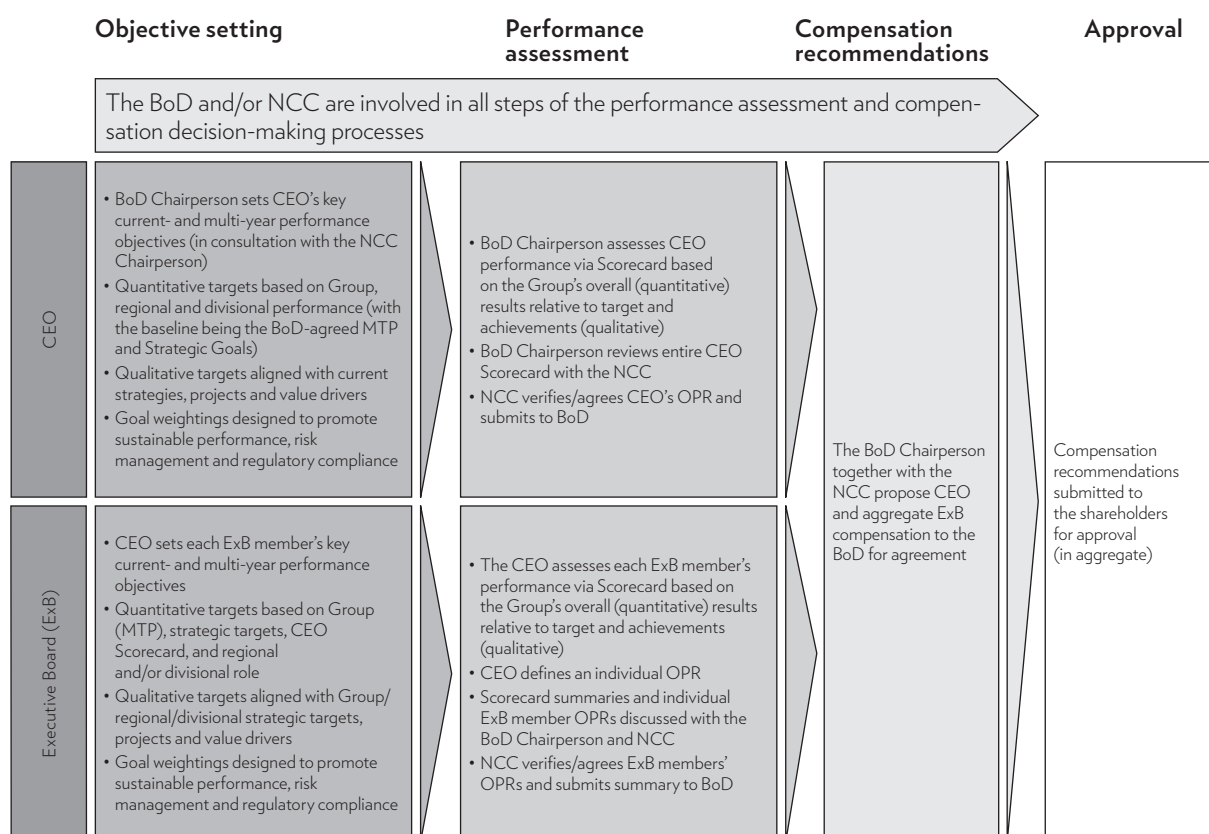 Objective setting
Performance
assessment
Compensation
recommendations
Approval
The BoD and/or NCC are involved in all steps of the performance assessment and compen-
sation decision-making processes
CEO
• BoD Chairperson sets CEO’s key
current- and multi-year performance
objectives (in consultation with the NCC
Chairperson)
• Quantitative targets based on Group,
regional and divisional performance (with
the baseline being the BoD-agreed MTP
and Strategic Goals)
• Qualitative targets aligned with current
strategies, projects and value drivers
• Goal weightings designed to promote
sustainable performance, risk
management and regulatory compliance
• BoD Chairperson assesses CEO
performance via Scorecard based
on the Group’s overall (quantitative)
results relative to target and
achievements (qualitative)
• BoD Chairperson reviews entire CEO
Scorecard with the NCC
• NCC verifies/agrees CEO’s OPR and
submits to BoD
Executive Board (ExB)
• CEO sets each ExB member’s key
current- and multi-year performance
objectives
• Quantitative targets based on Group
(MTP), strategic targets, CEO
Scorecard, and regional
and/or divisional role
• Qualitative targets aligned with Group/
regional/divisional strategic targets,
projects and value drivers
• Goal weightings designed to promote
sustainable performance, risk
management and regulatory compliance
• The CEO assesses each ExB member’s
performance via Scorecard based on
the Group’s overall (quantitative) results
relative to target and achievements
(qualitative)
• CEO defines an individual OPR
• Scorecard summaries and individual
ExB member OPRs discussed with the
BoD Chairperson and NCC
• NCC verifies/agrees ExB members’
OPRs and submits summary to BoD
The BoD Chairperson
together with the
NCC propose CEO
and aggregate ExB
compensation to the
BoD for agreement
Compensation
recommendations
submitted to
the shareholders
for approval
(in aggregate)